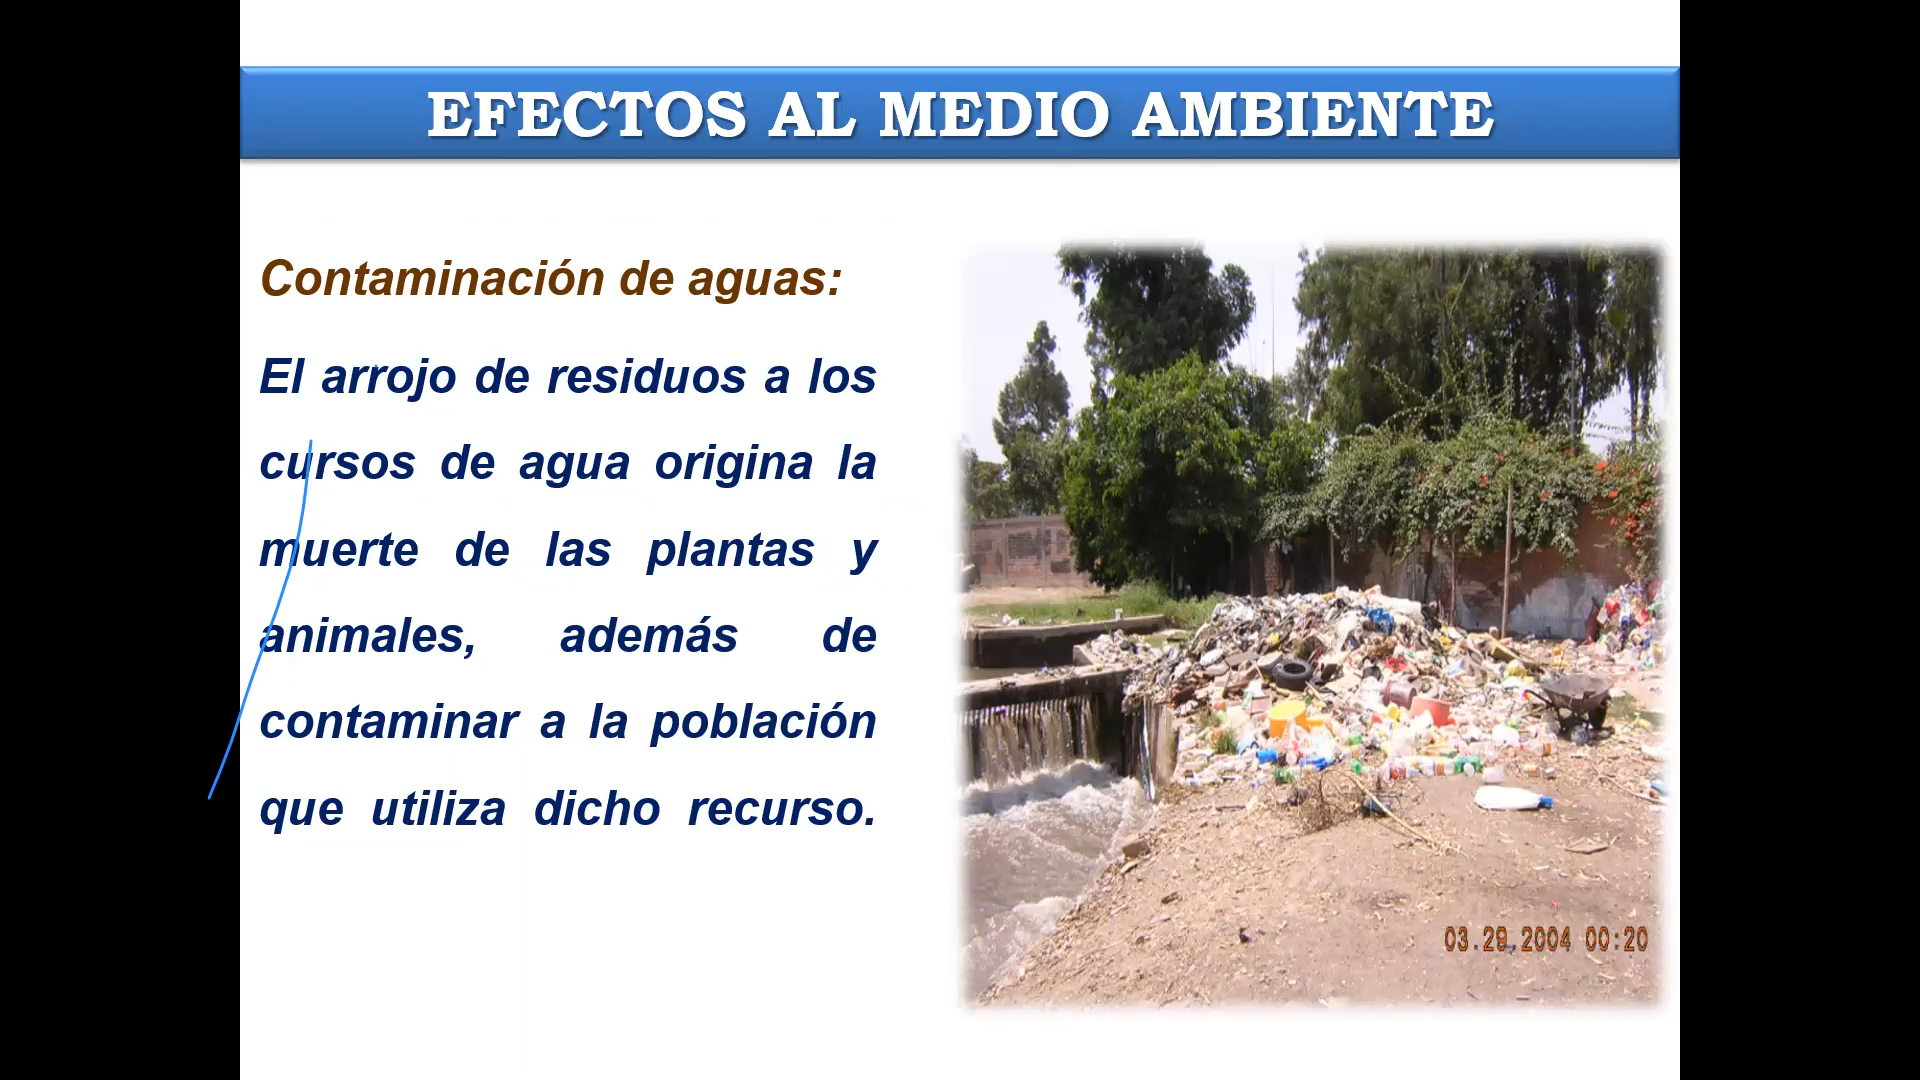 EFECTOS AL MEDIO AMBIENTE
Contaminación de aguas:
El arrojo de residuos a los
cursos de agua origina la
muerte de las plantas y
animales, además de
contaminar a la población
que utiliza dicho recurso.
03.29.2004 00:20